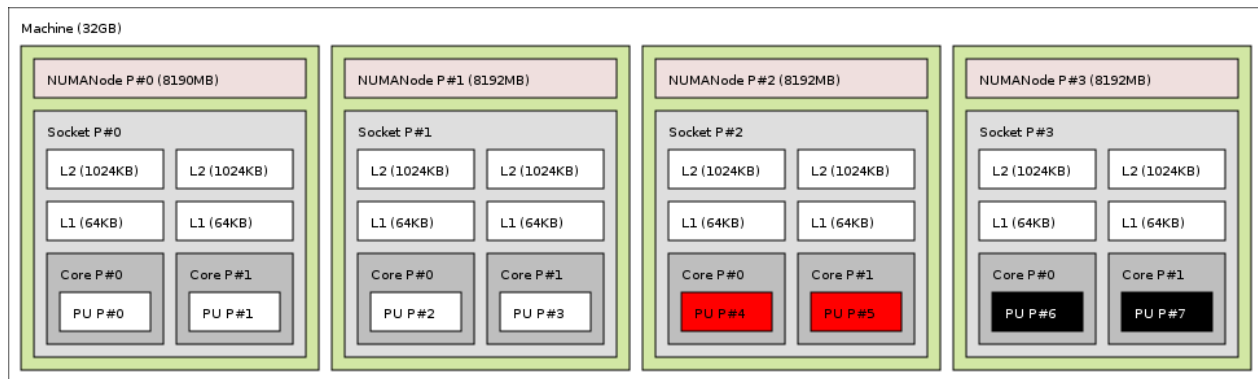 Machine (32GB)
NUMANode P#0 (8190MB)
NUMANode P#1 (8192MB)
NUMANode P#2 (8192MB)
NUMANode P#3 (8192MB)
Socket P#0
Socket P#1
Socket P#2
Socket P#3
L2 (1024KB)
L2 (1024KB)
L2 (1024KB)
L2 (1024KB)
L2 (1024KB)
L2 (1024KB)
L2 (1024KB)
L2 (1024KB)
L1 (64KB)
L1 (64KB)
L1 (64KB)
L1 (64KB)
L1 (64KB)
L1 (64KB)
L1 (64KB)
L1 (64KB)
Core P#0
Core P#1
Core P#0
Core P#1
Core P#0
Core P#1
Core P#0
Core P#1
PU P#0
PU P#1
PU P#2
PU P#3
PU P#4
PU P#5
PU P#6
PU P#7